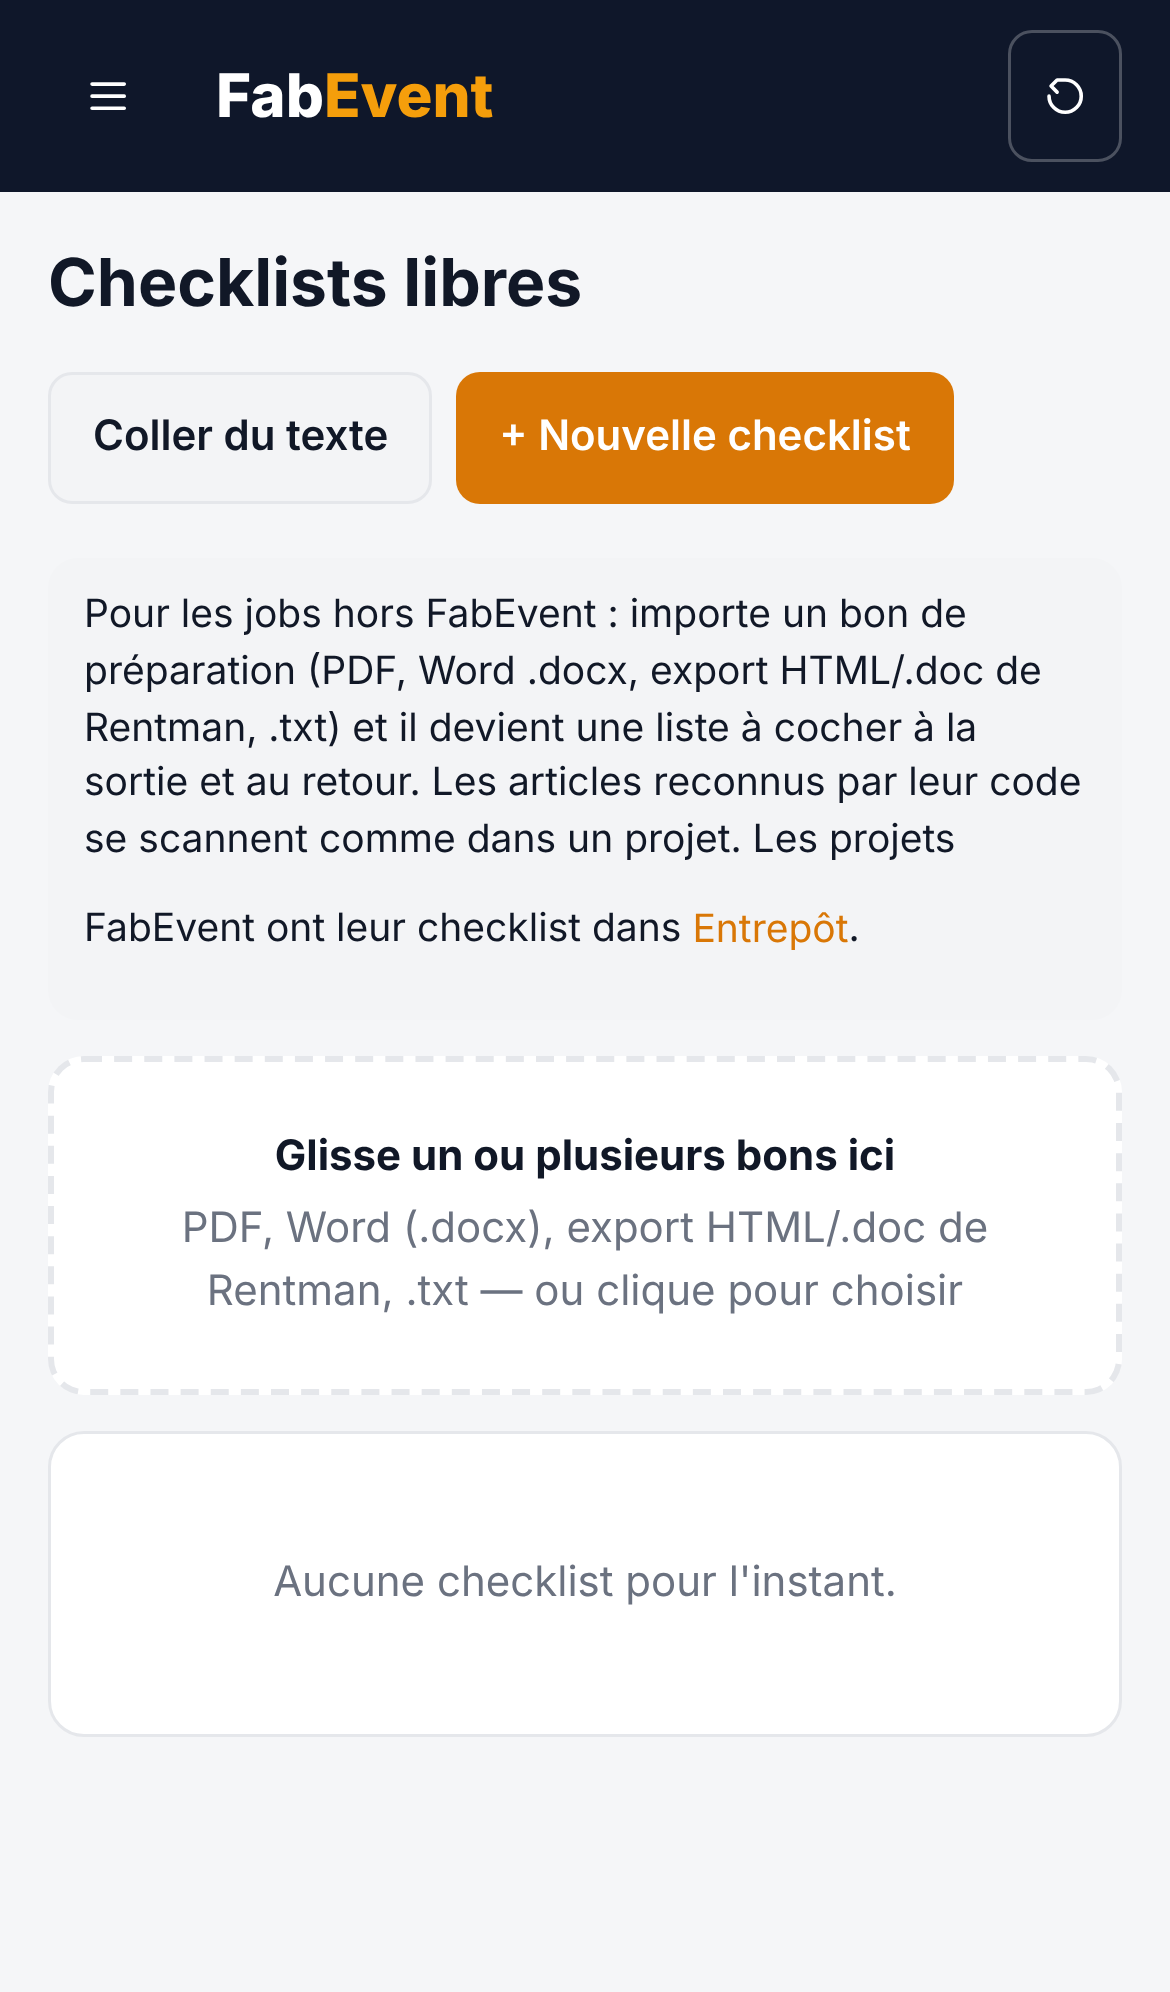 FabEvent
Checklists libres
Coller du texte
+ Nouvelle checklist
Pour les jobs hors FabEvent : importe un bon de
préparation (PDF, Word .docx, export HTML/.doc de
Rentman, .txt) et il devient une liste à cocher à la
sortie et au retour. Les articles reconnus par leur code
se scannent comme dans un projet. Les projets
FabEvent ont leur checklist dans Entrepôt.
Glisse un ou plusieurs bons ici
PDF, Word (.docx), export HTML/.doc de
Rentman, .txt — ou clique pour choisir
Aucune checklist pour l'instant.